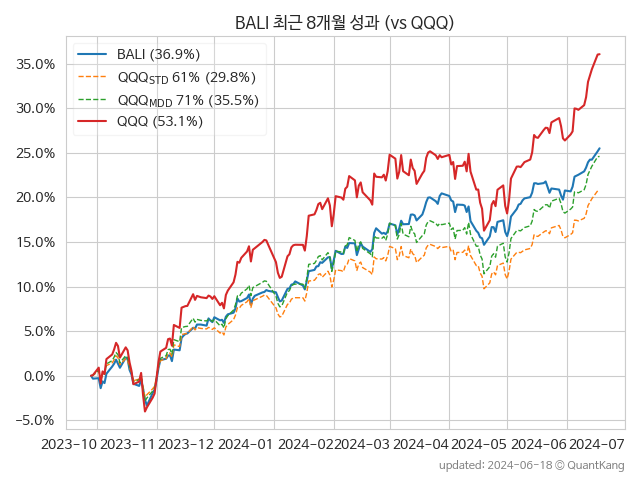 BALI 최근 8개월 성과 (vs QQQ)
BALI (36.9%)
QQQSTD 61% (29.8%)
QQQMDD 71% (35.5%)
QQQ (53.1%)
35.0%
30.0%
25.0%
20.0%
15.0%
10.0%
5.0%
0.0%
−5.0%
2023-10 2023-11 2023-12 2024-01 2024-02 2024-03 2024-04 2024-05 2024-06 2024-07
updated: 2024-06-18 © QuantKang